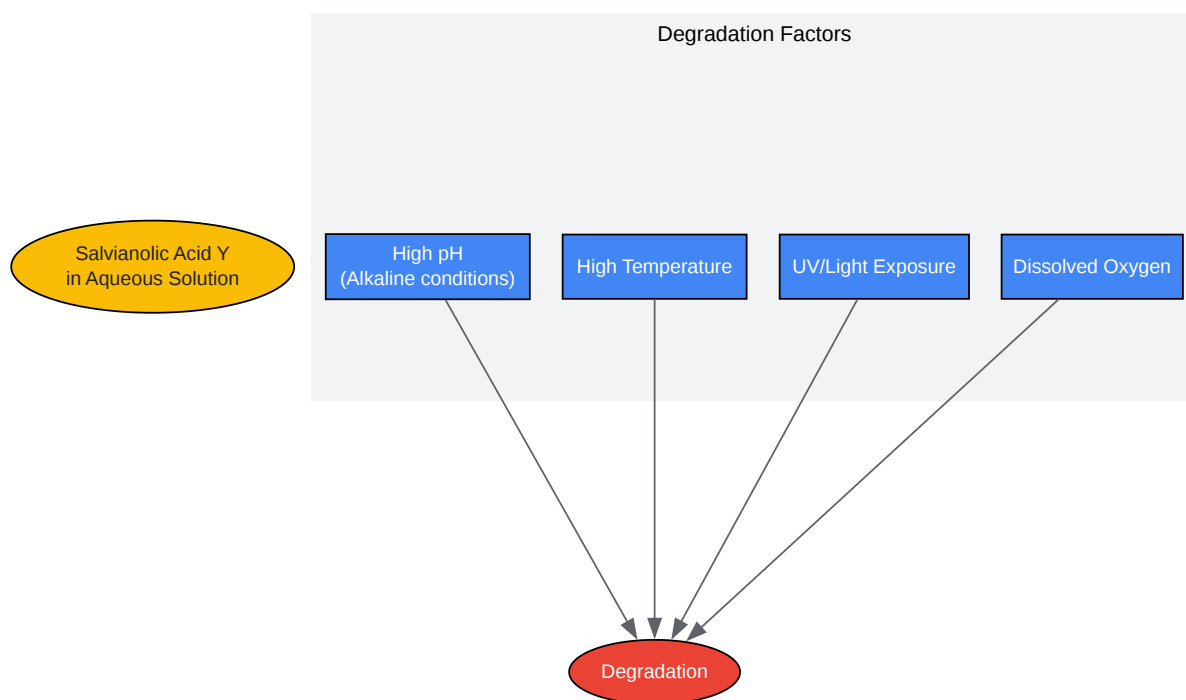 Degradation Factors
Salvianolic Acid Y
in Aqueous Solution
High pH
(Alkaline conditions)
High Temperature
UV/Light Exposure
Dissolved Oxygen
Degradation